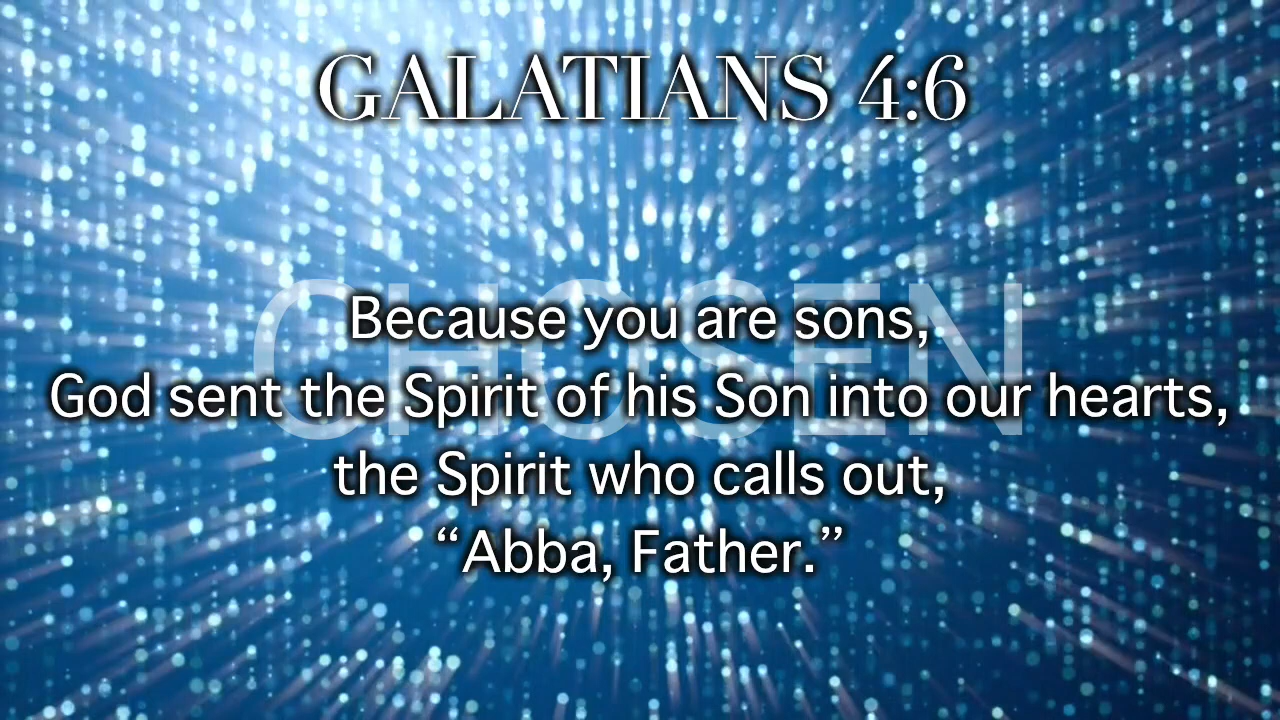 GALATIANS 4:6
CHOSEN
Because you are sons,
God sent the Spirit of his Son into our hearts,
the Spirit who calls out,
“Abba, Father.”